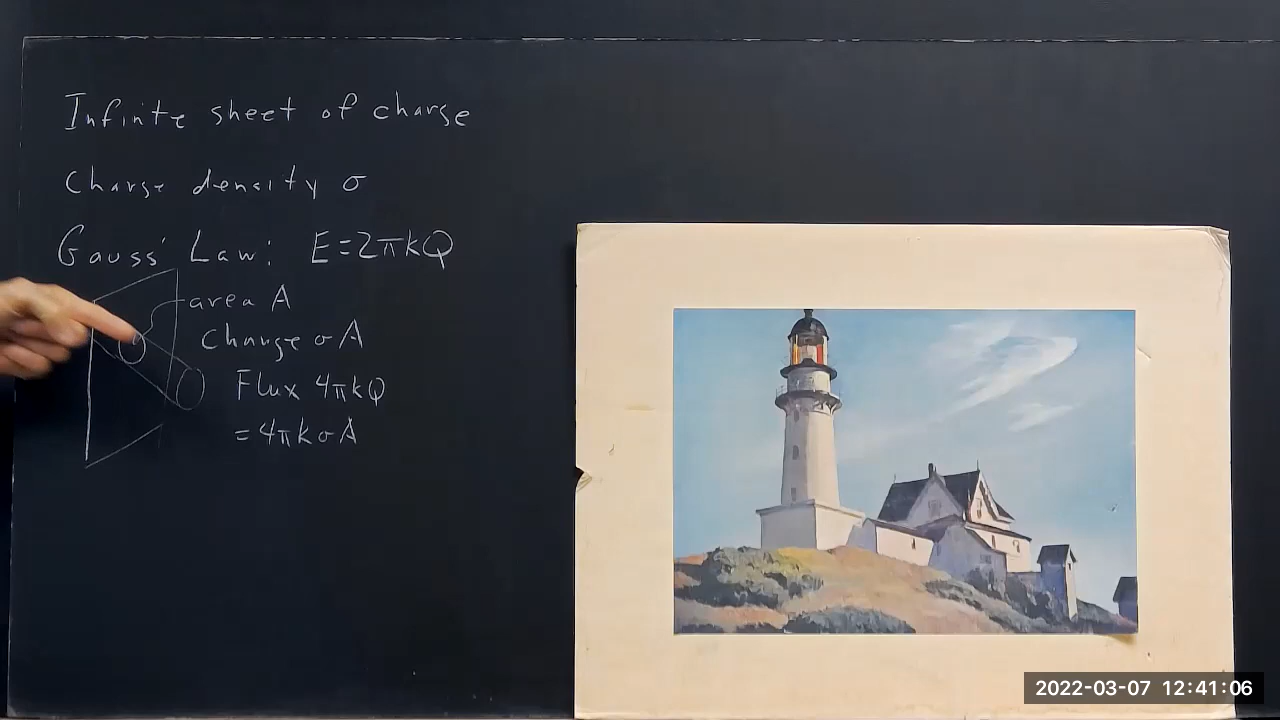 Infinite sheet of charge
Charge density σ
Gauss' Law: E=2πkQ
area A
Charge σA
Flux 4πkQ
=4πkσA
2022-03-07 12:41:06